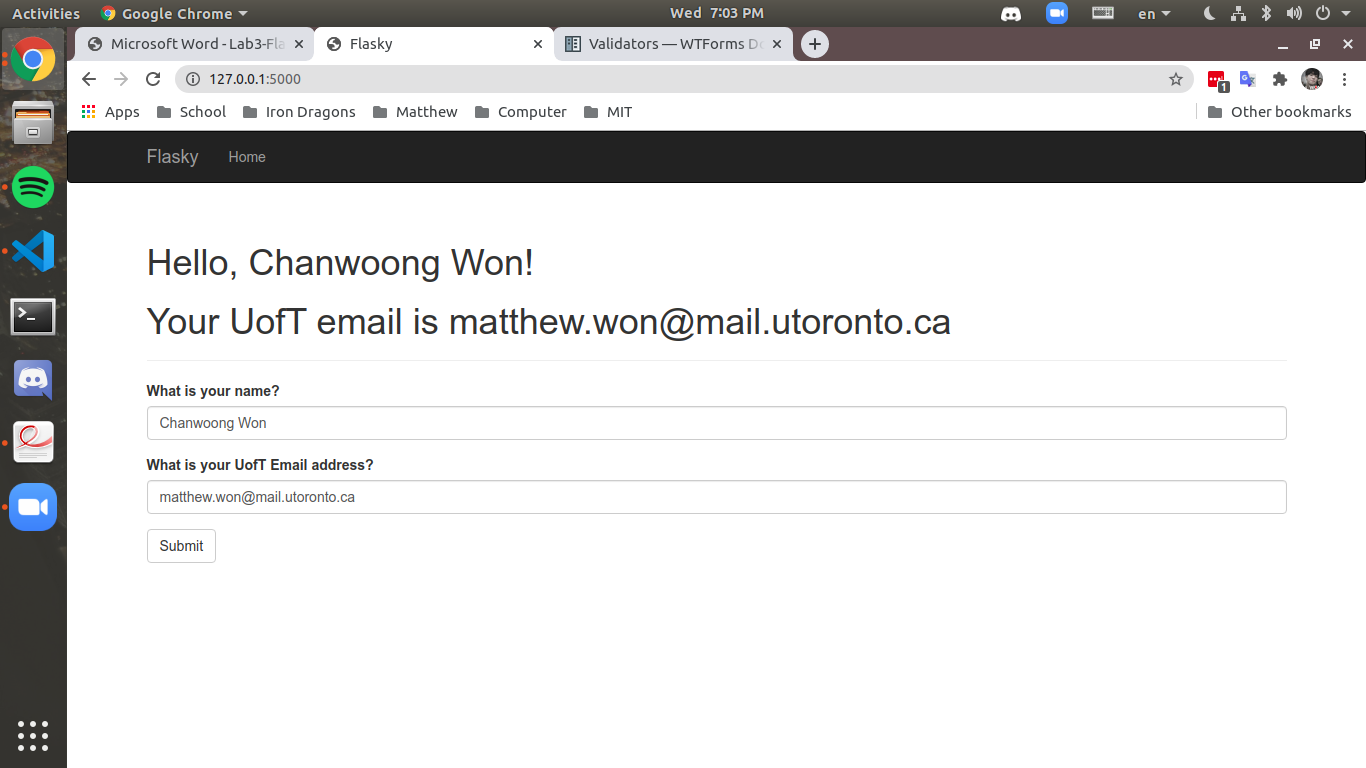 Activities Google Chrome Wed 7:03 PM en
Microsoft Word - Lab3-Fla Flasky Validators — WTForms Do
127.0.0.1:5000 1
Apps School Iron Dragons Matthew Computer MIT Other bookmarks
Flasky Home
Hello, Chanwoong Won!
Your UofT email is matthew.won@mail.utoronto.ca
What is your name?
Chanwoong Won
What is your UofT Email address?
matthew.won@mail.utoronto.ca
Submit